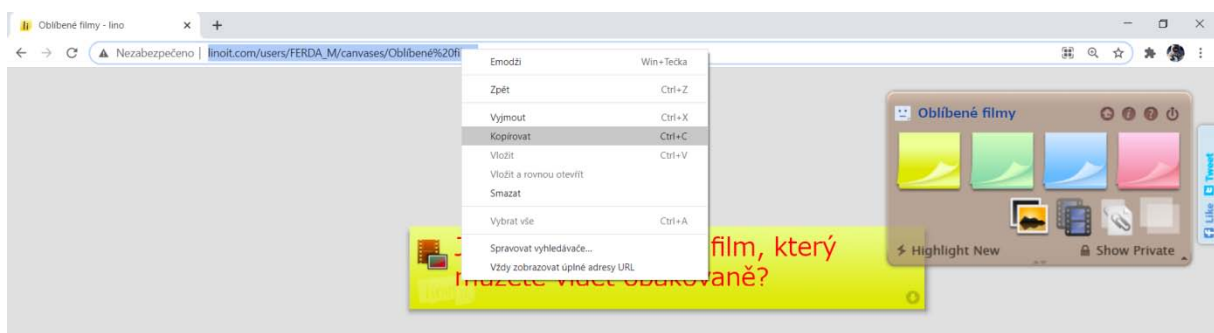 Oblíbené filmy - lino
Nezabezpečeno | linoit.com/users/FERDA_M/canvases/Oblíbené%20fi
Emodži Win+Tečka
Zpět Ctrl+Z
Vyjmout Ctrl+X
Kopírovat Ctrl+C
Vložit Ctrl+V
Vložit a rovnou otevřít
Smazat
Vybrat vše Ctrl+A
Spravovat vyhledávače...
Vždy zobrazovat úplné adresy URL
film, který
můžete vidět opakovaně?
Oblíbené filmy
Highlight New
Show Private
Like
Tweet